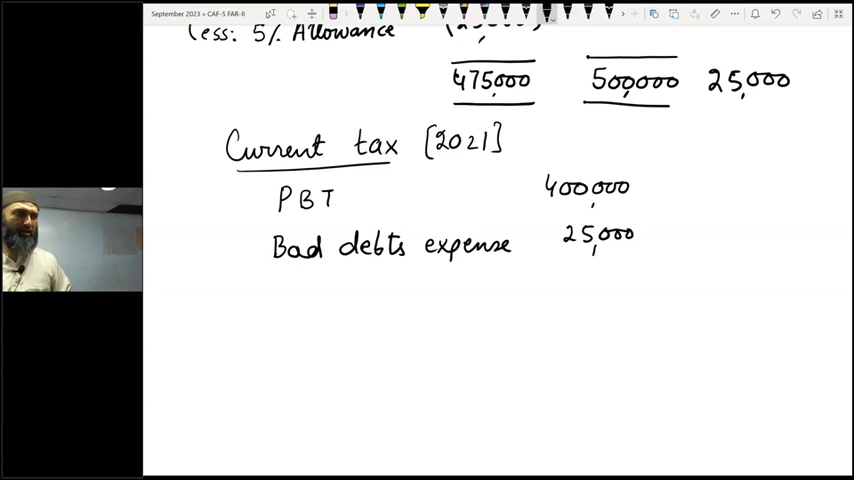 September 2023 » CAF-5 FAR-II
Less: 5% Allowance
475,000 500,000 25,000
Current tax [2021]
PBT 400,000
Bad debts expense 25,000